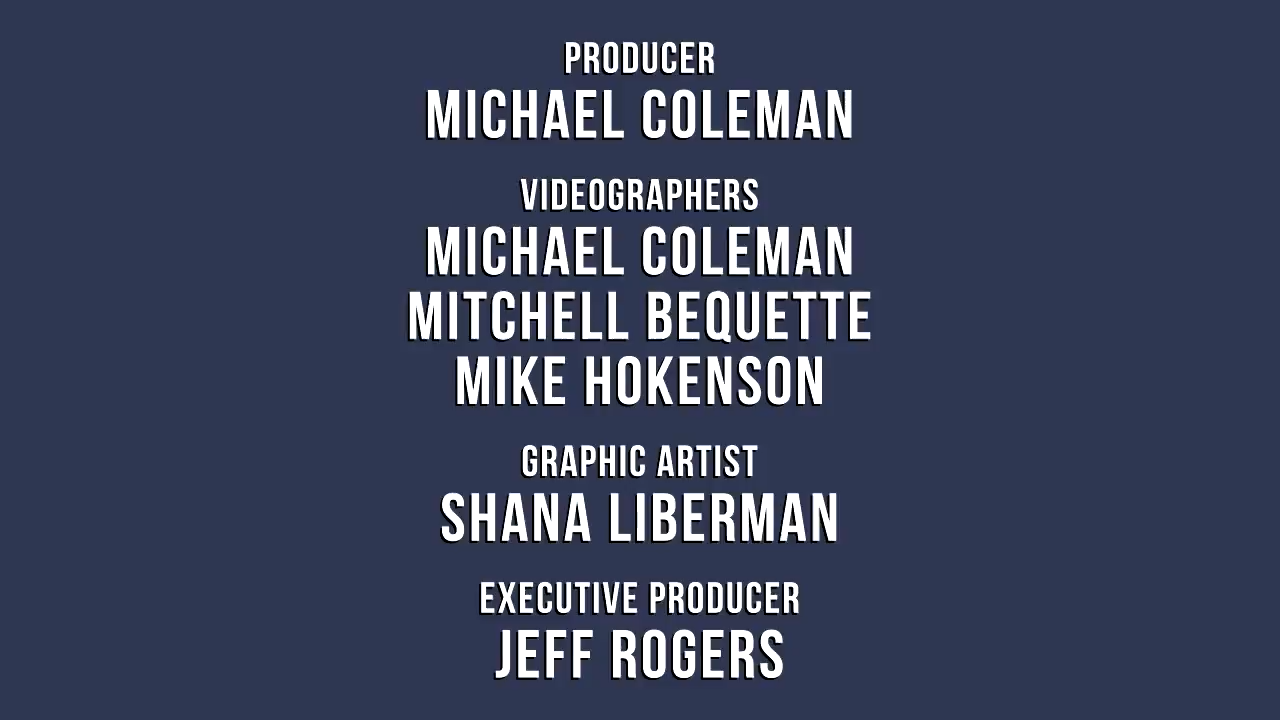 PRODUCER
MICHAEL COLEMAN
VIDEOGRAPHERS
MICHAEL COLEMAN
MITCHELL BEQUETTE
MIKE HOKENSON
GRAPHIC ARTIST
SHANA LIBERMAN
EXECUTIVE PRODUCER
JEFF ROGERS